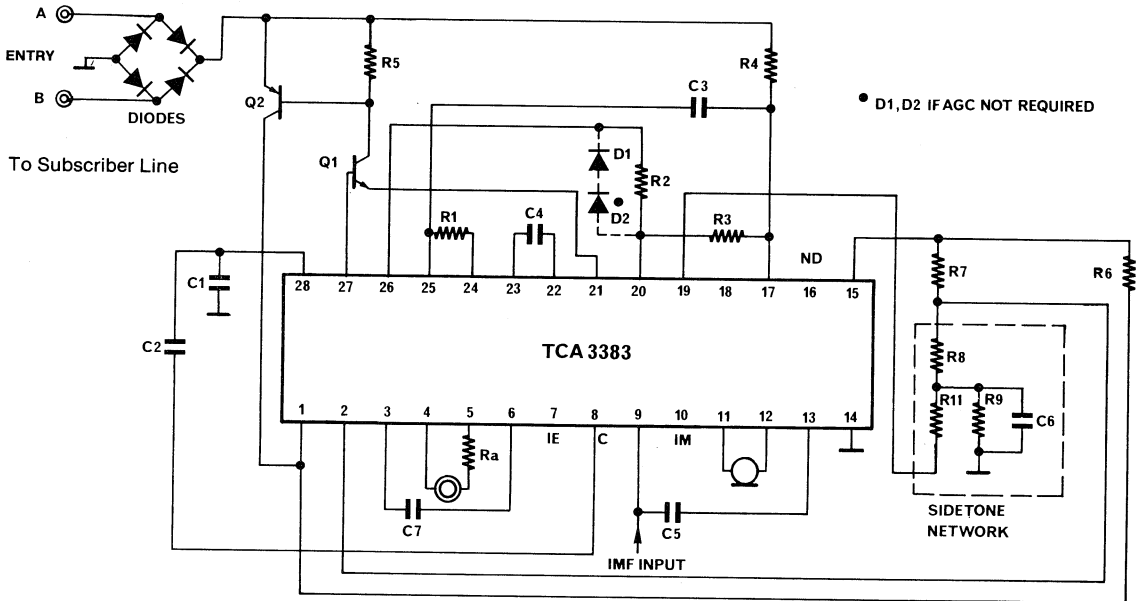 A
ENTRY
B
DIODES
To Subscriber Line
Q2
Q1
R5
R4
C3
D1, D2 IF AGC NOT REQUIRED
D1
D2
R2
R3
R1
C4
ND
C1
C2
R7
R6
28 27 26 25 24 23 22 21 20 19 18 17 16 15
TCA 3383
1 2 3 4 5 6 7 8 9 10 11 12 13 14
IE C IM
Ra
C7
C5
IMF INPUT
R8
R11 R9
C6
SIDETONE
NETWORK